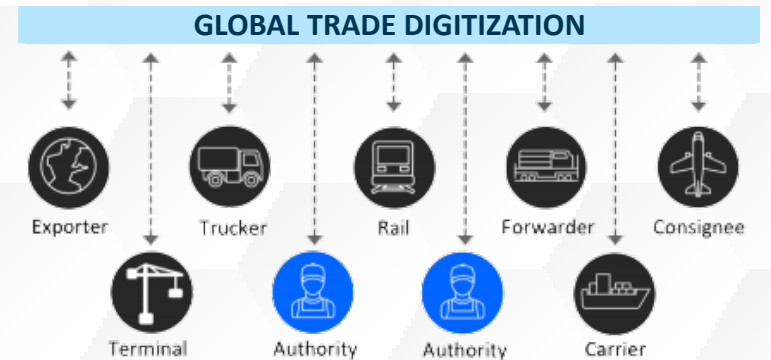 GLOBAL TRADE DIGITIZATION
Exporter
Trucker
Rail
Forwarder
Consignee
Terminal
Authority
Authority
Carrier